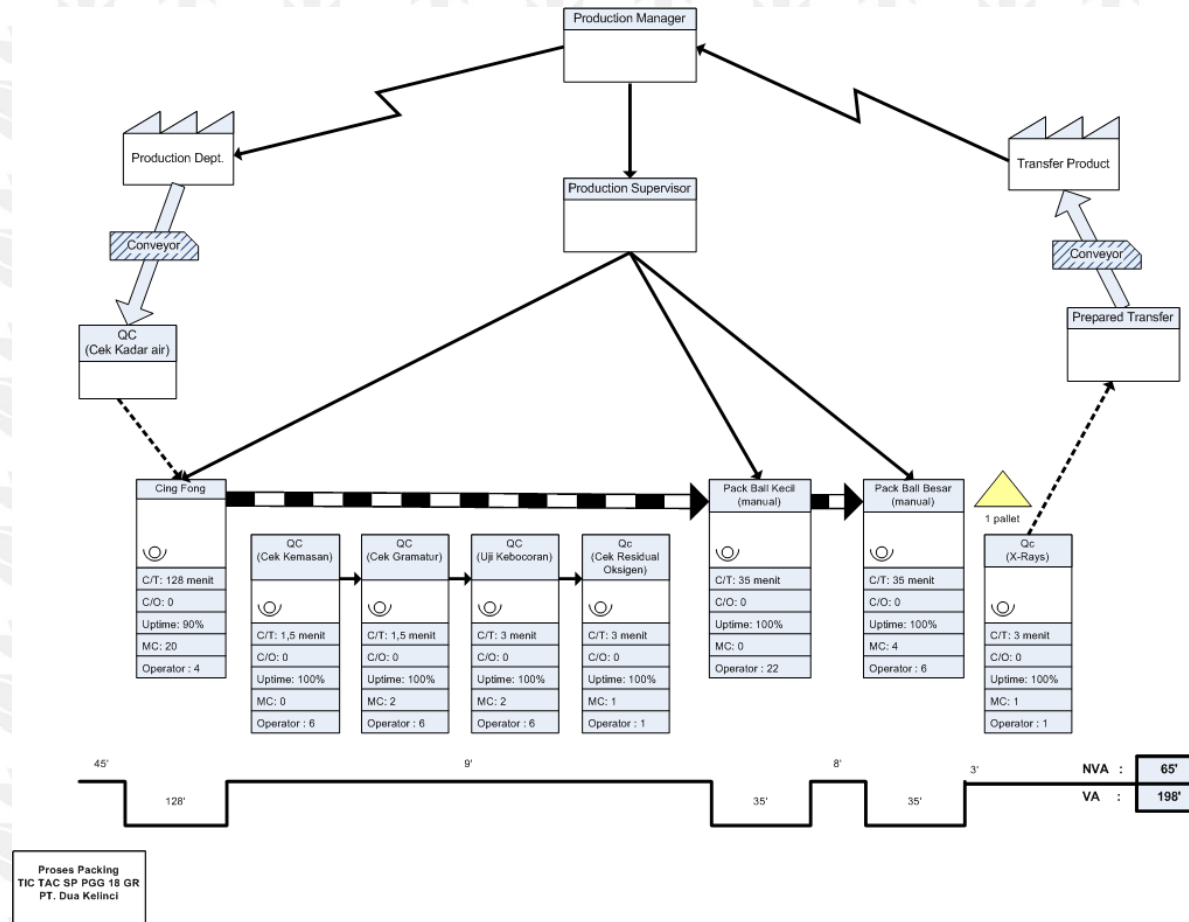 Production Manager
Production Dept.
Transfer Product
Production Supervisor
Conveyor
Conveyor
QC
(Cek Kadar air)
Prepared Transfer
Cing Fong
C/T: 128 menit
C/O: 0
Uptime: 90%
MC: 20
Operator : 4
QC
(Cek Kemasan)
C/T: 1,5 menit
C/O: 0
Uptime: 100%
MC: 0
Operator : 6
QC
(Cek Gramatur)
C/T: 1,5 menit
C/O: 0
Uptime: 100%
MC: 2
Operator : 6
QC
(Uji Kebocoran)
C/T: 3 menit
C/O: 0
Uptime: 100%
MC: 2
Operator : 6
Qc
(Cek Residual
Oksigen)
C/T: 3 menit
C/O: 0
Uptime: 100%
MC: 1
Operator : 1
Pack Ball Kecil
(manual)
C/T: 35 menit
C/O: 0
Uptime: 100%
MC: 0
Operator : 22
Pack Ball Besar
(manual)
C/T: 35 menit
C/O: 0
Uptime: 100%
MC: 4
Operator : 6
1 pallet
Qc
(X-Rays)
C/T: 3 menit
C/O: 0
Uptime: 100%
MC: 1
Operator : 1
45'
128'
9'
35'
8'
35'
3'
NVA : 65'
VA : 198'
Proses Packing
TIC TAC SP PGG 18 GR
PT. Dua Kelinci